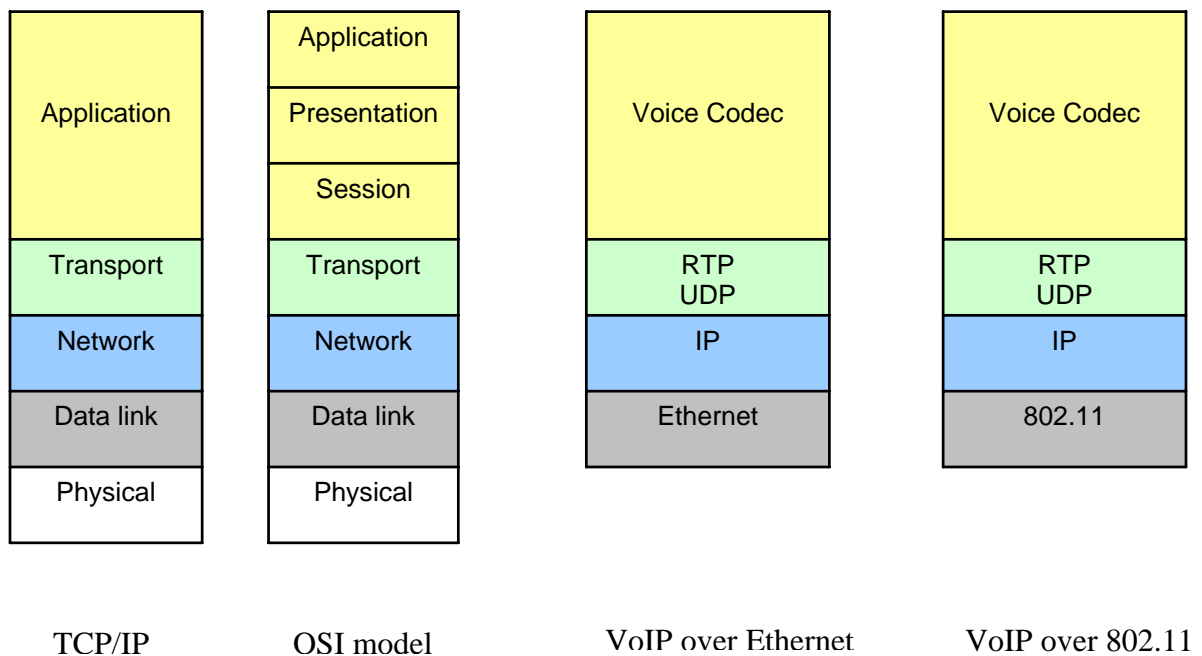 Application
Transport
Network
Data link
Physical
TCP/IP
Application
Presentation
Session
Transport
Network
Data link
Physical
OSI model
Voice Codec
RTP
UDP
IP
Ethernet
VoIP over Ethernet
Voice Codec
RTP
UDP
IP
802.11
VoIP over 802.11